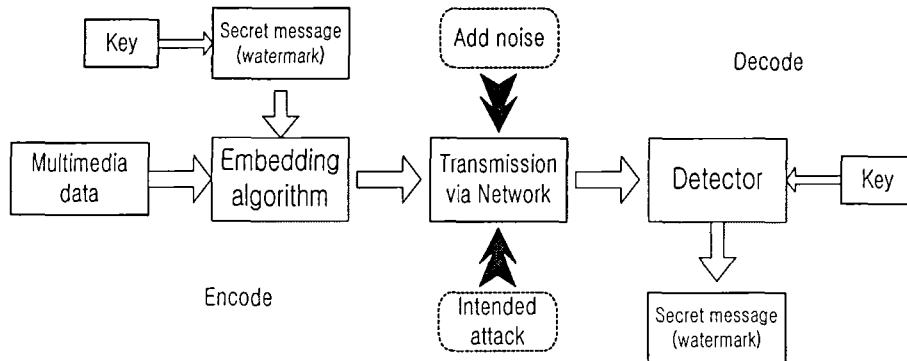 Key
Secret message
(watermark)
Add noise
Decode
Multimedia
data
Embedding
algorithm
Transmission
via Network
Detector
Key
Encode
Intended
attack
Secret message
(watermark)